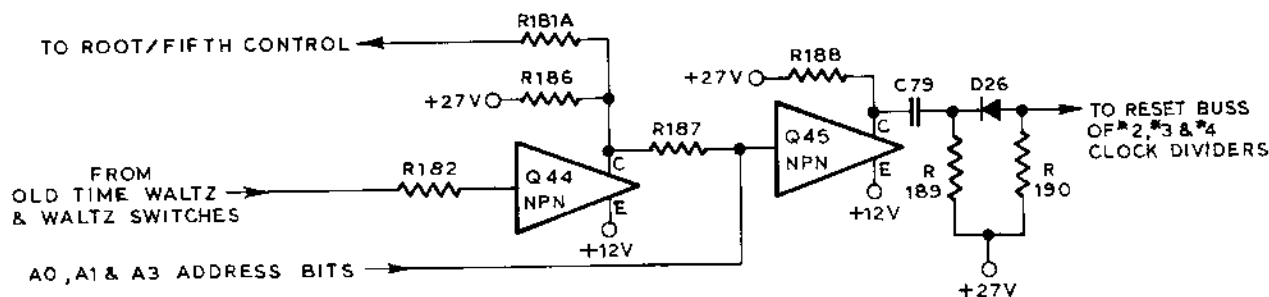 R181A
TO ROOT/FIFTH CONTROL
R186
+27V
R188
+27V
C79
D26
TO RESET BUSS
OF *2, *3 & *4
CLOCK DIVIDERS
R187
C
Q45
NPN
C
E
+12V
R
189
R
190
FROM
OLD TIME WALTZ
& WALTZ SWITCHES
R182
Q44
NPN
E
+12V
A0, A1 & A3 ADDRESS BITS
+27V